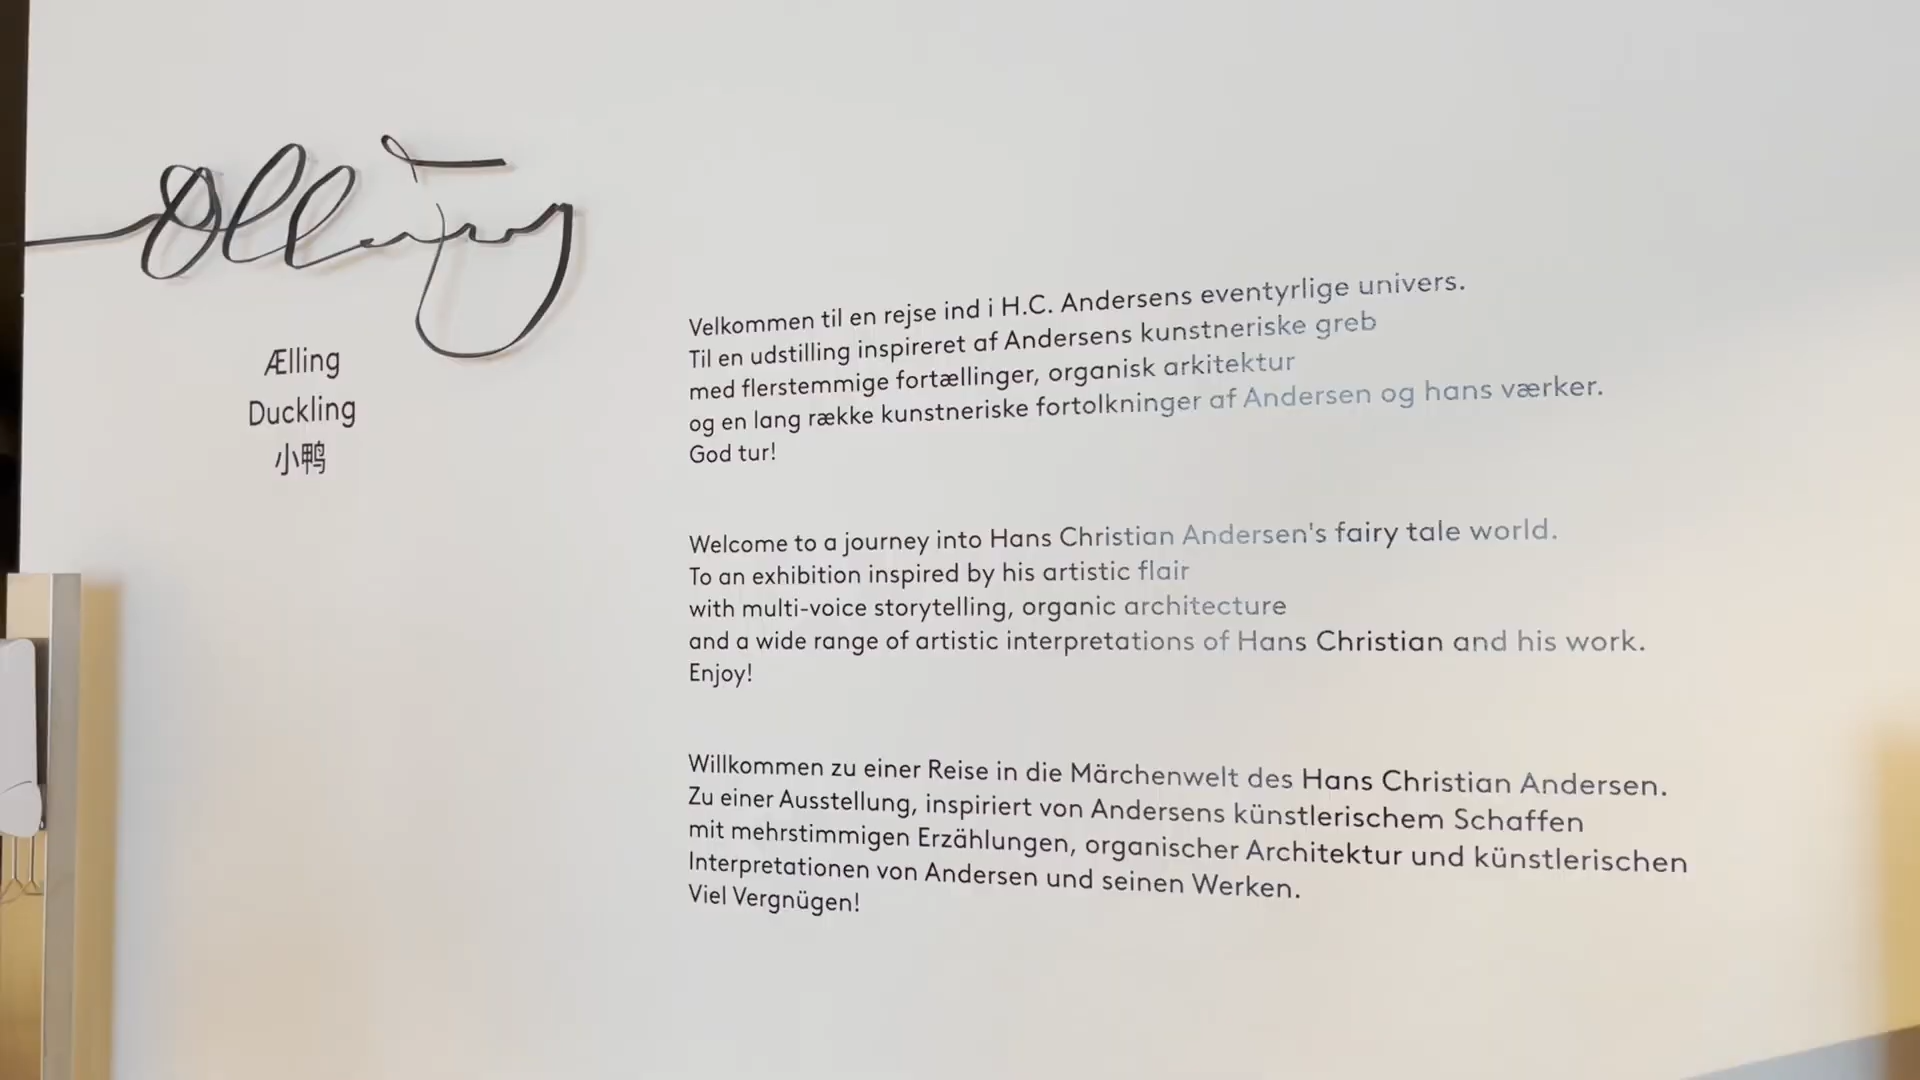 Ælling
Duckling
小鸭
Velkommen til en rejse ind i H.C. Andersens eventyrlige univers.
Til en udstilling inspireret af Andersens kunstneriske greb
med flerstemmige fortællinger, organisk arkitektur
og en lang række kunstneriske fortolkninger af Andersen og hans værker.
God tur!
Welcome to a journey into Hans Christian Andersen's fairy tale world.
To an exhibition inspired by his artistic flair
with multi-voice storytelling, organic architecture
and a wide range of artistic interpretations of Hans Christian and his work.
Enjoy!
Willkommen zu einer Reise in die Märchenwelt des Hans Christian Andersen.
Zu einer Ausstellung, inspiriert von Andersens künstlerischem Schaffen
mit mehrstimmigen Erzählungen, organischer Architektur und künstlerischen
Interpretationen von Andersen und seinen Werken.
Viel Vergnügen!